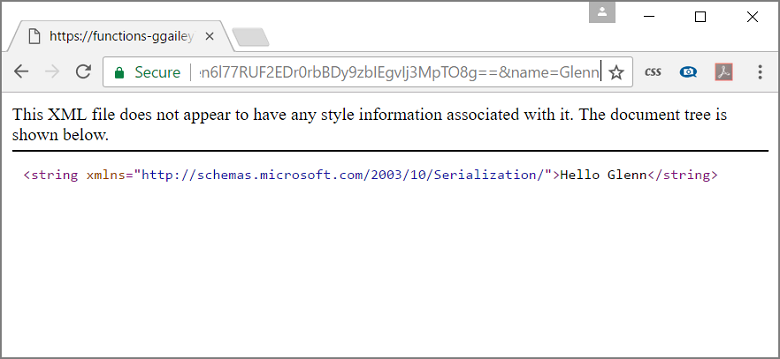 https://functions-ggailey
Secure
en6l77RUF2EDr0rbBDy9zbIEgvIj3MpTO8g==&name=Glenn
CSS
This XML file does not appear to have any style information associated with it. The document tree is
shown below.
<string xmlns="http://schemas.microsoft.com/2003/10/Serialization/">Hello Glenn</string>